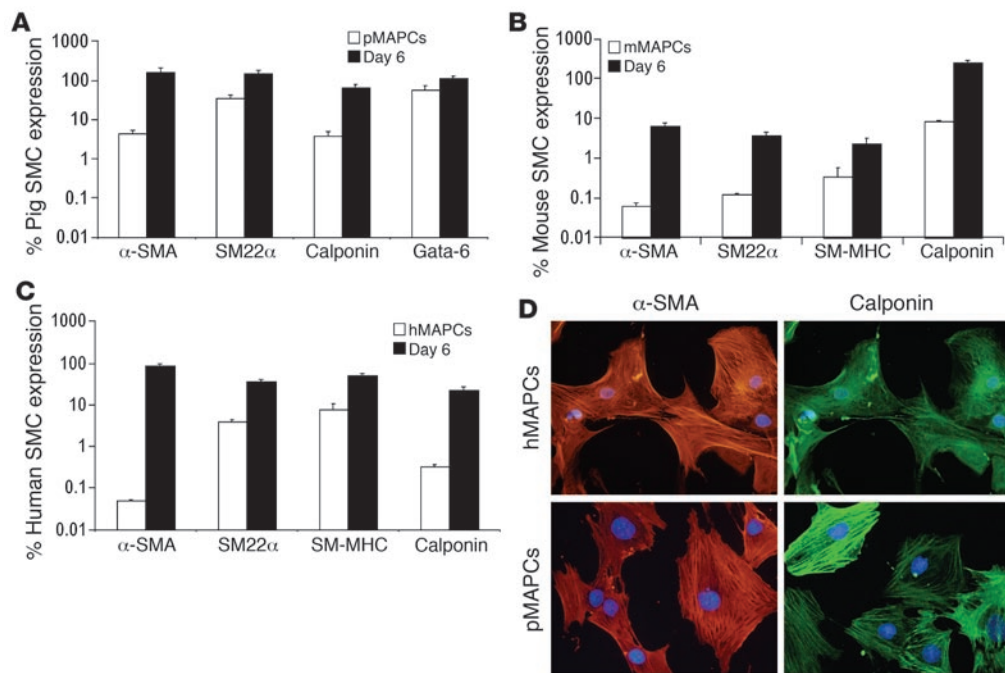 A
% Pig SMC expression
1000
100
10
1
0.1
0.01
pMAPCs
Day 6
α-SMA SM22α Calponin Gata-6
B
% Mouse SMC expression
1000
100
10
1
0.1
0.01
mMAPCs
Day 6
α-SMA SM22α SM-MHC Calponin
C
% Human SMC expression
1000
100
10
1
0.1
0.01
hMAPCs
Day 6
α-SMA SM22α SM-MHC Calponin
D
α-SMA Calponin
hMAPCs
pMAPCs